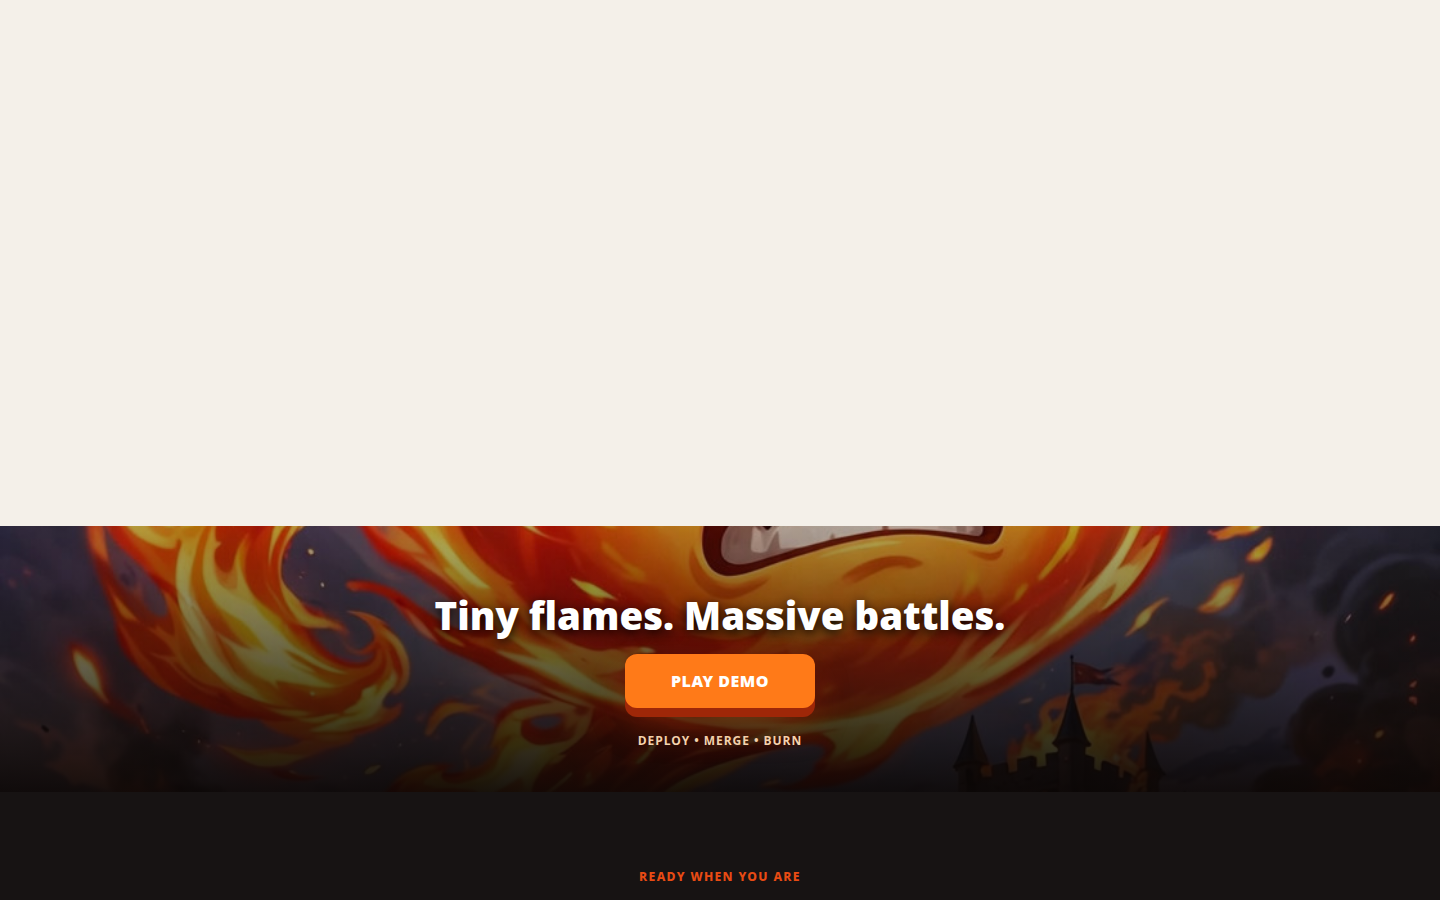 Tiny flames. Massive battles.
PLAY DEMO
DEPLOY • MERGE • BURN
READY WHEN YOU ARE